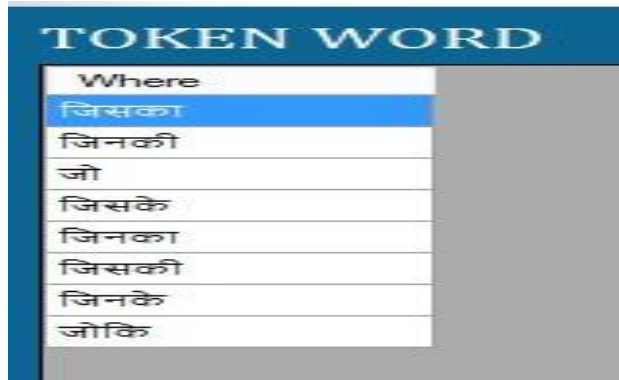 TOKEN WORD
Where
जिसका
जिनकी
जो
जिसके
जिनका
जिसकी
जिनके
जोकि